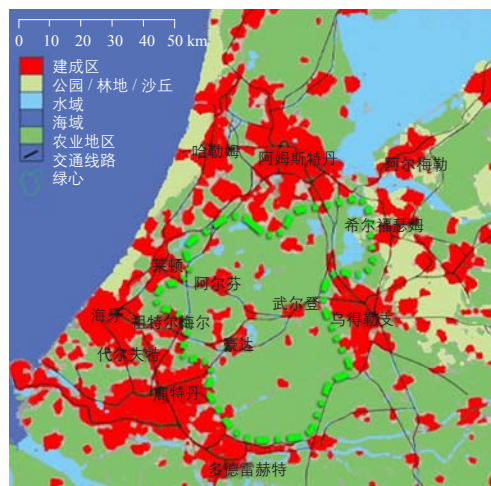 0 10 20 30 40 50 km
建成区
公园 / 林地 / 沙丘
水域
海域
农业地区
交通线路
绿心
哈勒姆
阿姆斯特丹
阿尔梅勒
希尔福瑟姆
莱顿
阿尔芬
武尔登
海牙
祖特尔梅尔
乌得勒支
豪达
代尔夫特
鹿特丹
多德雷赫特